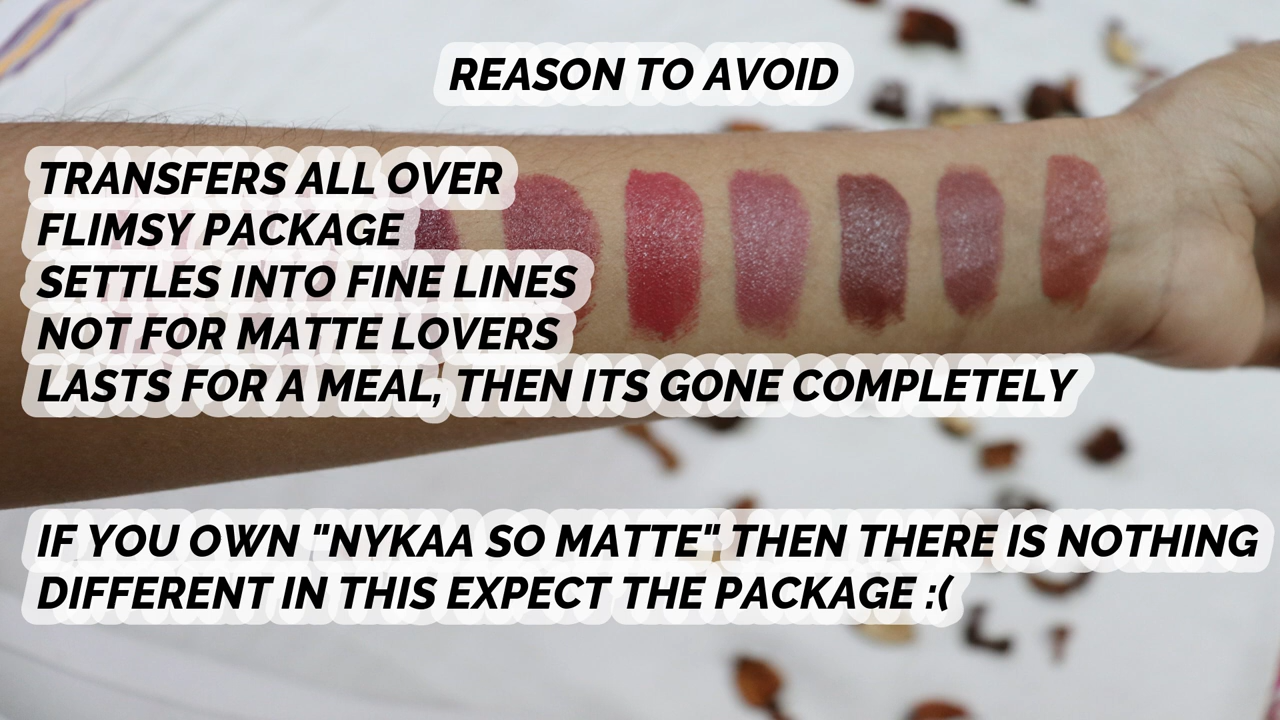 REASON TO AVOID
TRANSFERS ALL OVER
FLIMSY PACKAGE
SETTLES INTO FINE LINES
NOT FOR MATTE LOVERS
LASTS FOR A MEAL, THEN ITS GONE COMPLETELY
IF YOU OWN "NYKAA SO MATTE" THEN THERE IS NOTHING
DIFFERENT IN THIS EXPECT THE PACKAGE :(